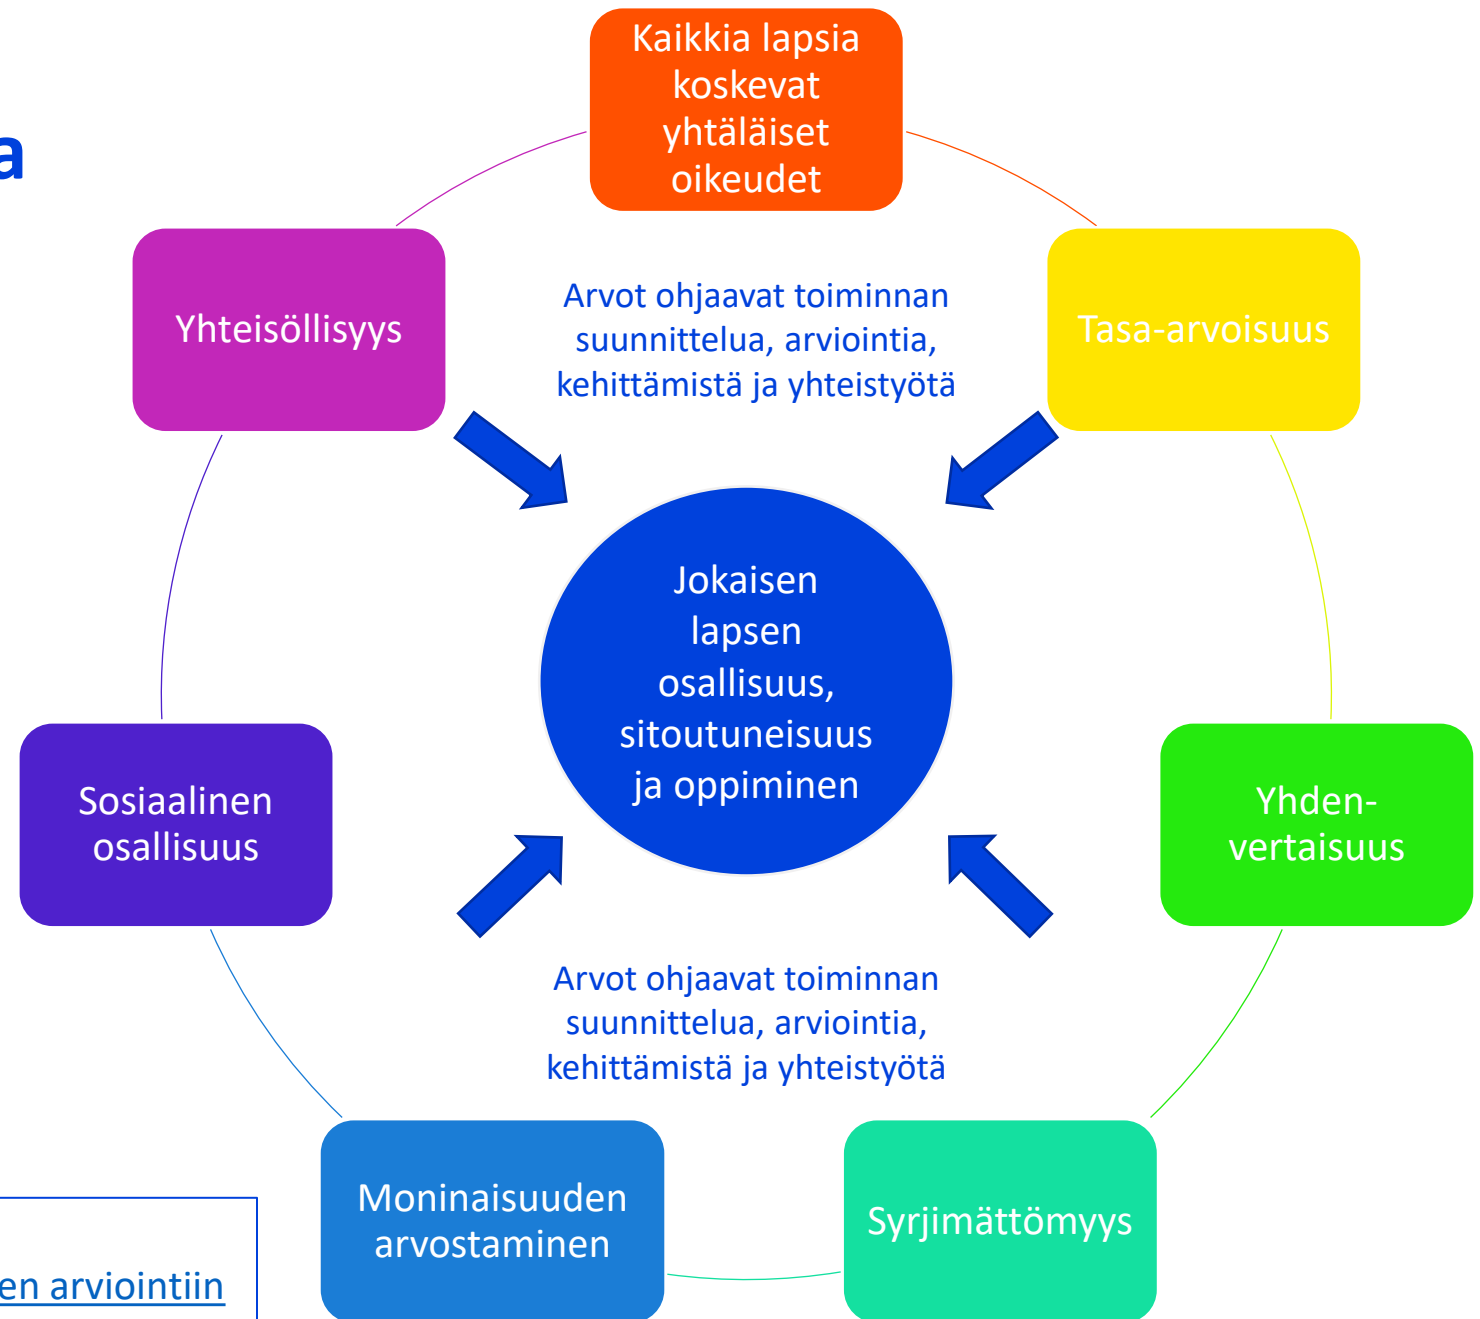 Kaikkia lapsia
koskevat
yhtäläiset
oikeudet
a
Yhteisöllisyys
Arvot ohjaavat toiminnan
suunnittelua, arviointia,
kehittämistä ja yhteistyötä
Tasa-arvoisuus
Jokaisen
lapsen
osallisuus,
sitoutuneisuus
ja oppiminen
Sosiaalinen
osallisuus
Yhden-
vertaisuus
Arvot ohjaavat toiminnan
suunnittelua, arviointia,
kehittämistä ja yhteistyötä
Moninaisuuden
arvostaminen
Syrjimättömyys
en arviointiin